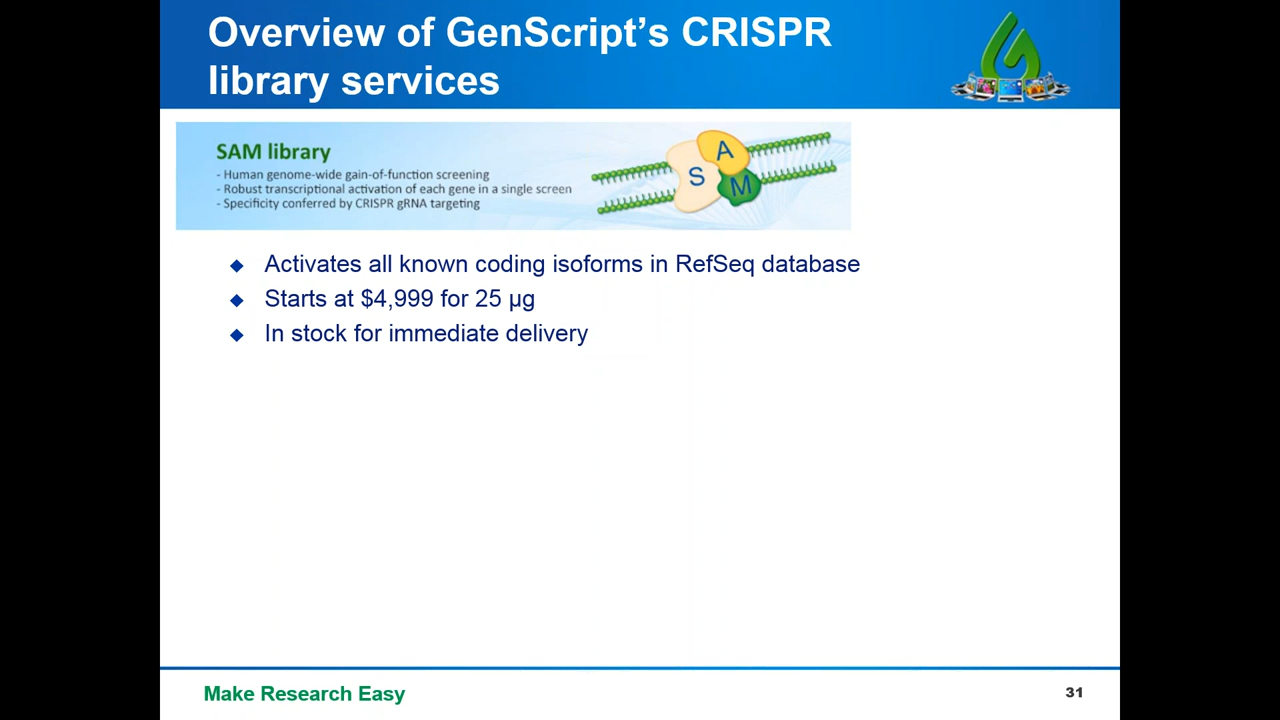 Overview of GenScript’s CRISPR
library services
SAM library
- Human genome-wide gain-of-function screening
- Robust transcriptional activation of each gene in a single screen
- Specificity conferred by CRISPR gRNA targeting
S
A
M
Activates all known coding isoforms in RefSeq database
Starts at $4,999 for 25 µg
In stock for immediate delivery
Make Research Easy
31